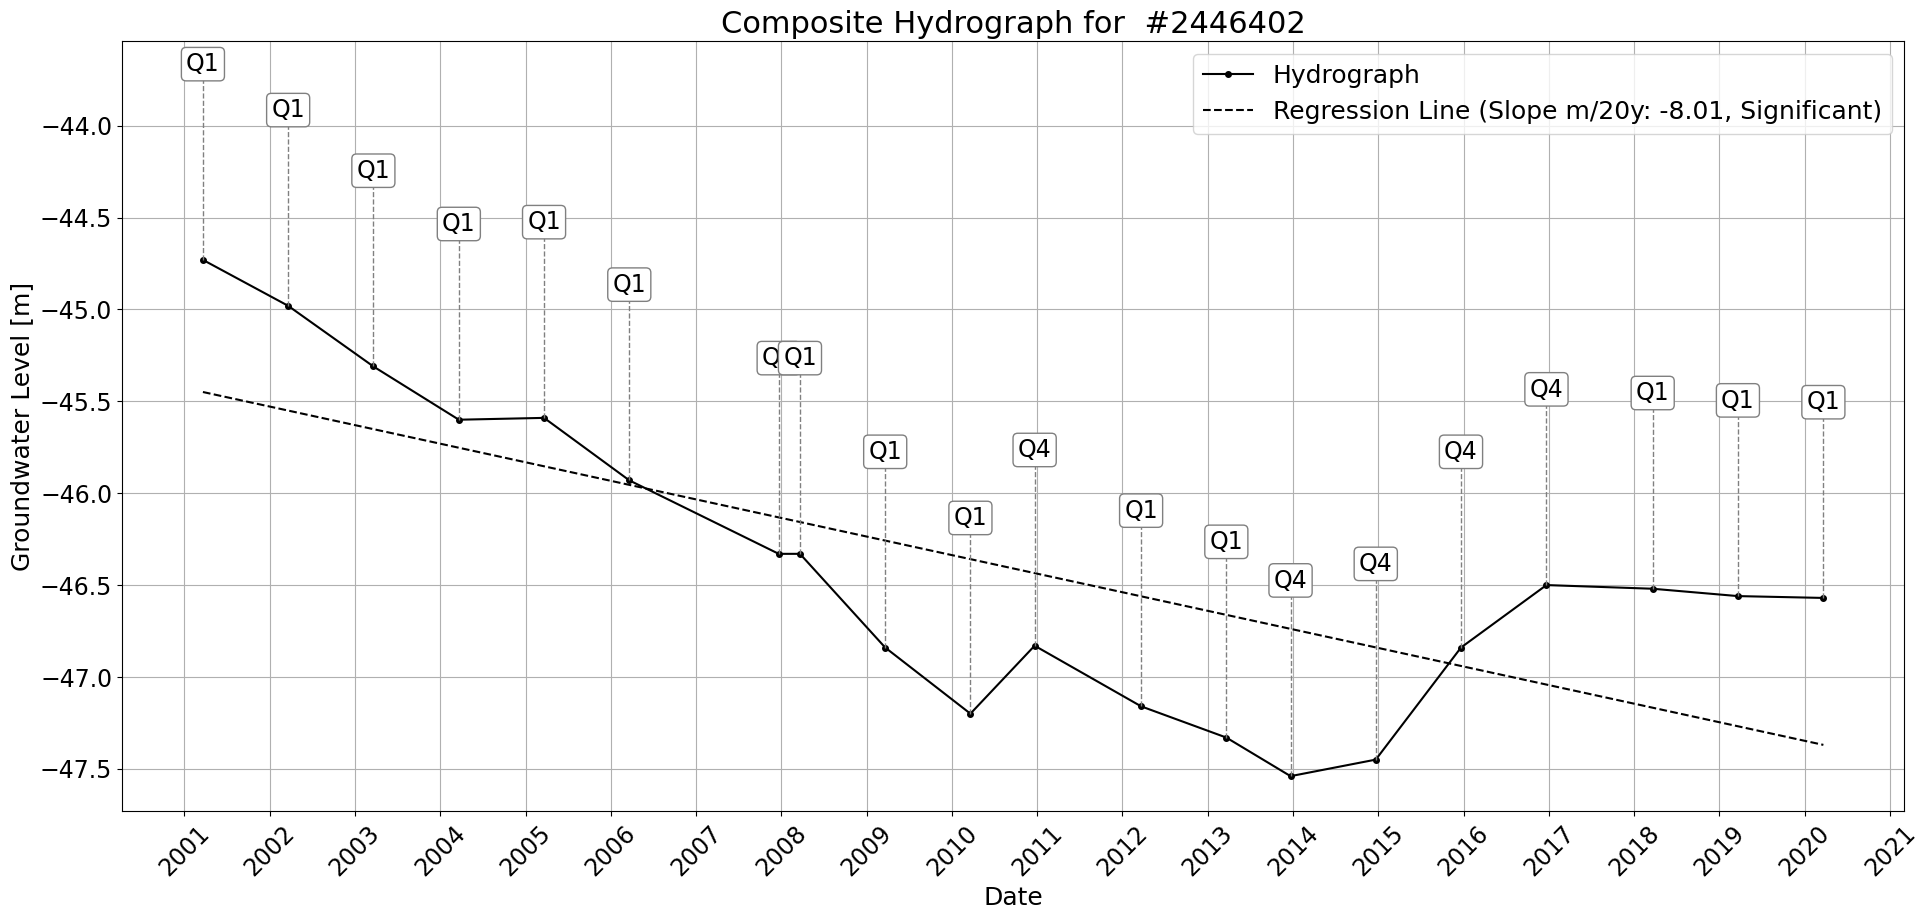 Composite Hydrograph for  #2446402
Hydrograph
Regression Line (Slope m/20y: -8.01, Significant)
Groundwater Level [m]
−44.0
−44.5
−45.0
−45.5
−46.0
−46.5
−47.0
−47.5
Q1
Q1
Q1
Q1
Q1
Q1
Q1
Q1
Q1
Q4
Q1
Q1
Q4
Q4
Q4
Q4
Q1
Q1
Q1
2001
2002
2003
2004
2005
2006
2007
2008
2009
2010
2011
2012
2013
2014
2015
2016
2017
2018
2019
2020
2021
Date